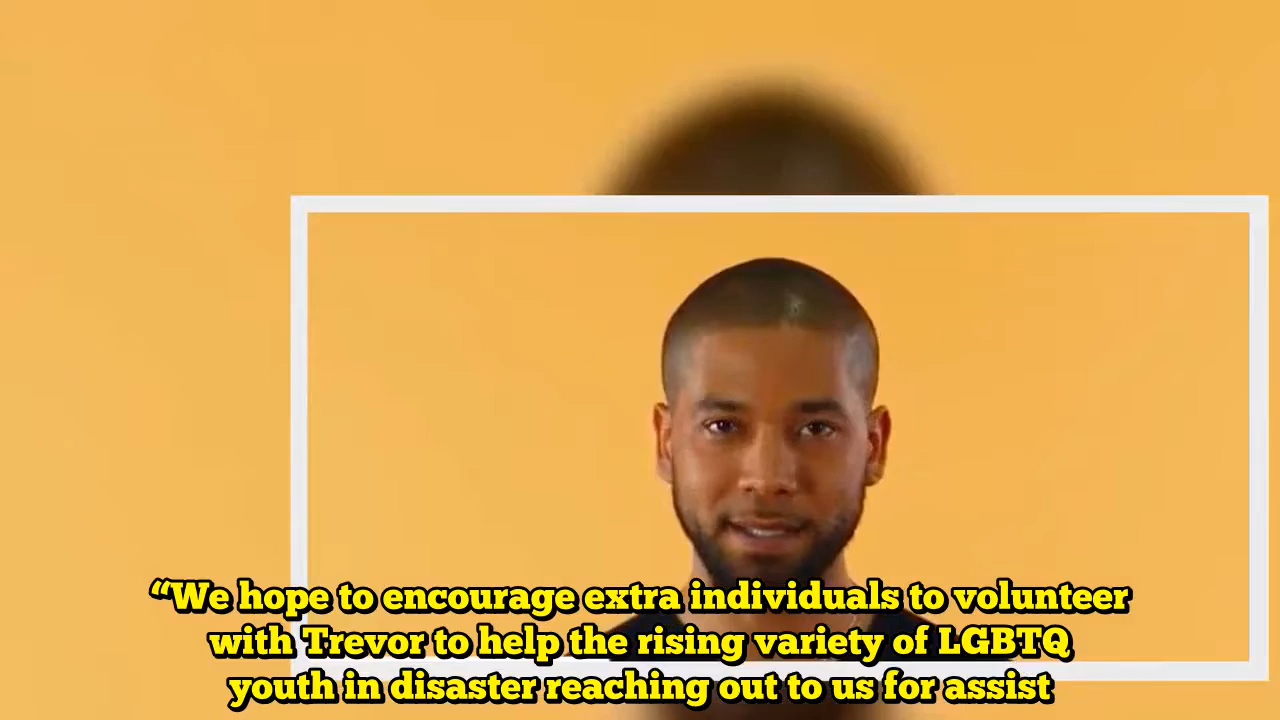 “We hope to encourage extra individuals to volunteer
with Trevor to help the rising variety of LGBTQ
youth in disaster reaching out to us for assist